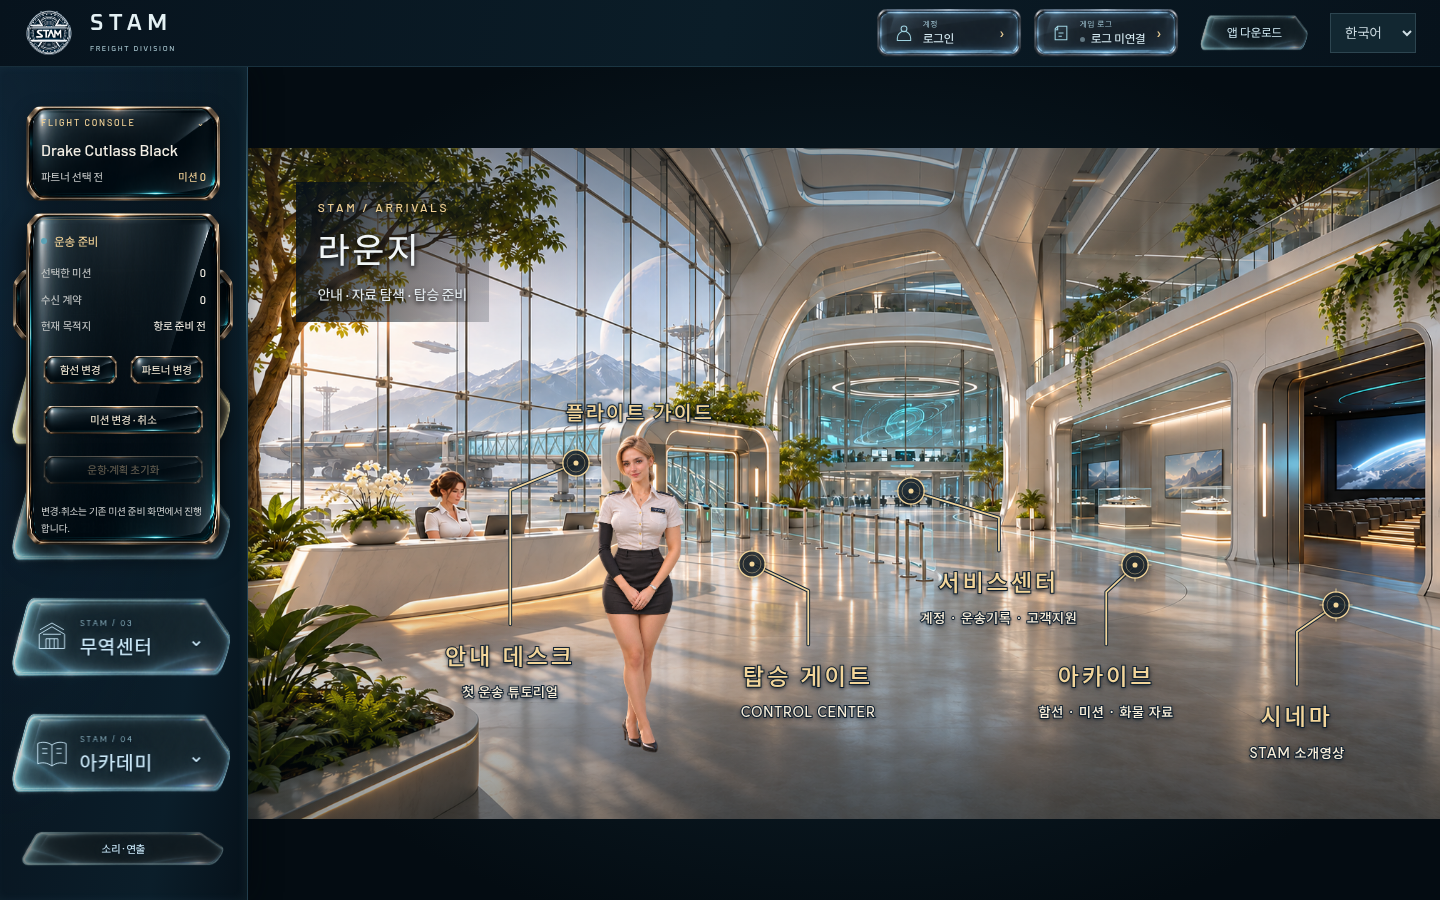 STAM
STAM
FREIGHT DIVISION
계정
로그인
게임 로그
로그 미연결
앱 다운로드
한국어
FLIGHT CONSOLE
Drake Cutlass Black
파트너 선택 전
미션 0
운송 준비
선택한 미션 0
수신 계약 0
현재 목적지 항로 준비 전
함선 변경
파트너 변경
미션 변경 · 취소
운항·계획 초기화
변경·취소는 기존 미션 준비 화면에서 진행
합니다.
STAM / 03
무역센터
STAM / 04
아카데미
소리·연출
STAM / ARRIVALS
라운지
안내 · 자료 탐색 · 탑승 준비
플라이트 가이드
안내 데스크
첫 운송 튜토리얼
탑승 게이트
CONTROL CENTER
서비스센터
계정 · 운송기록 · 고객지원
아카이브
함선 · 미션 · 화물 자료
시네마
STAM 소개영상